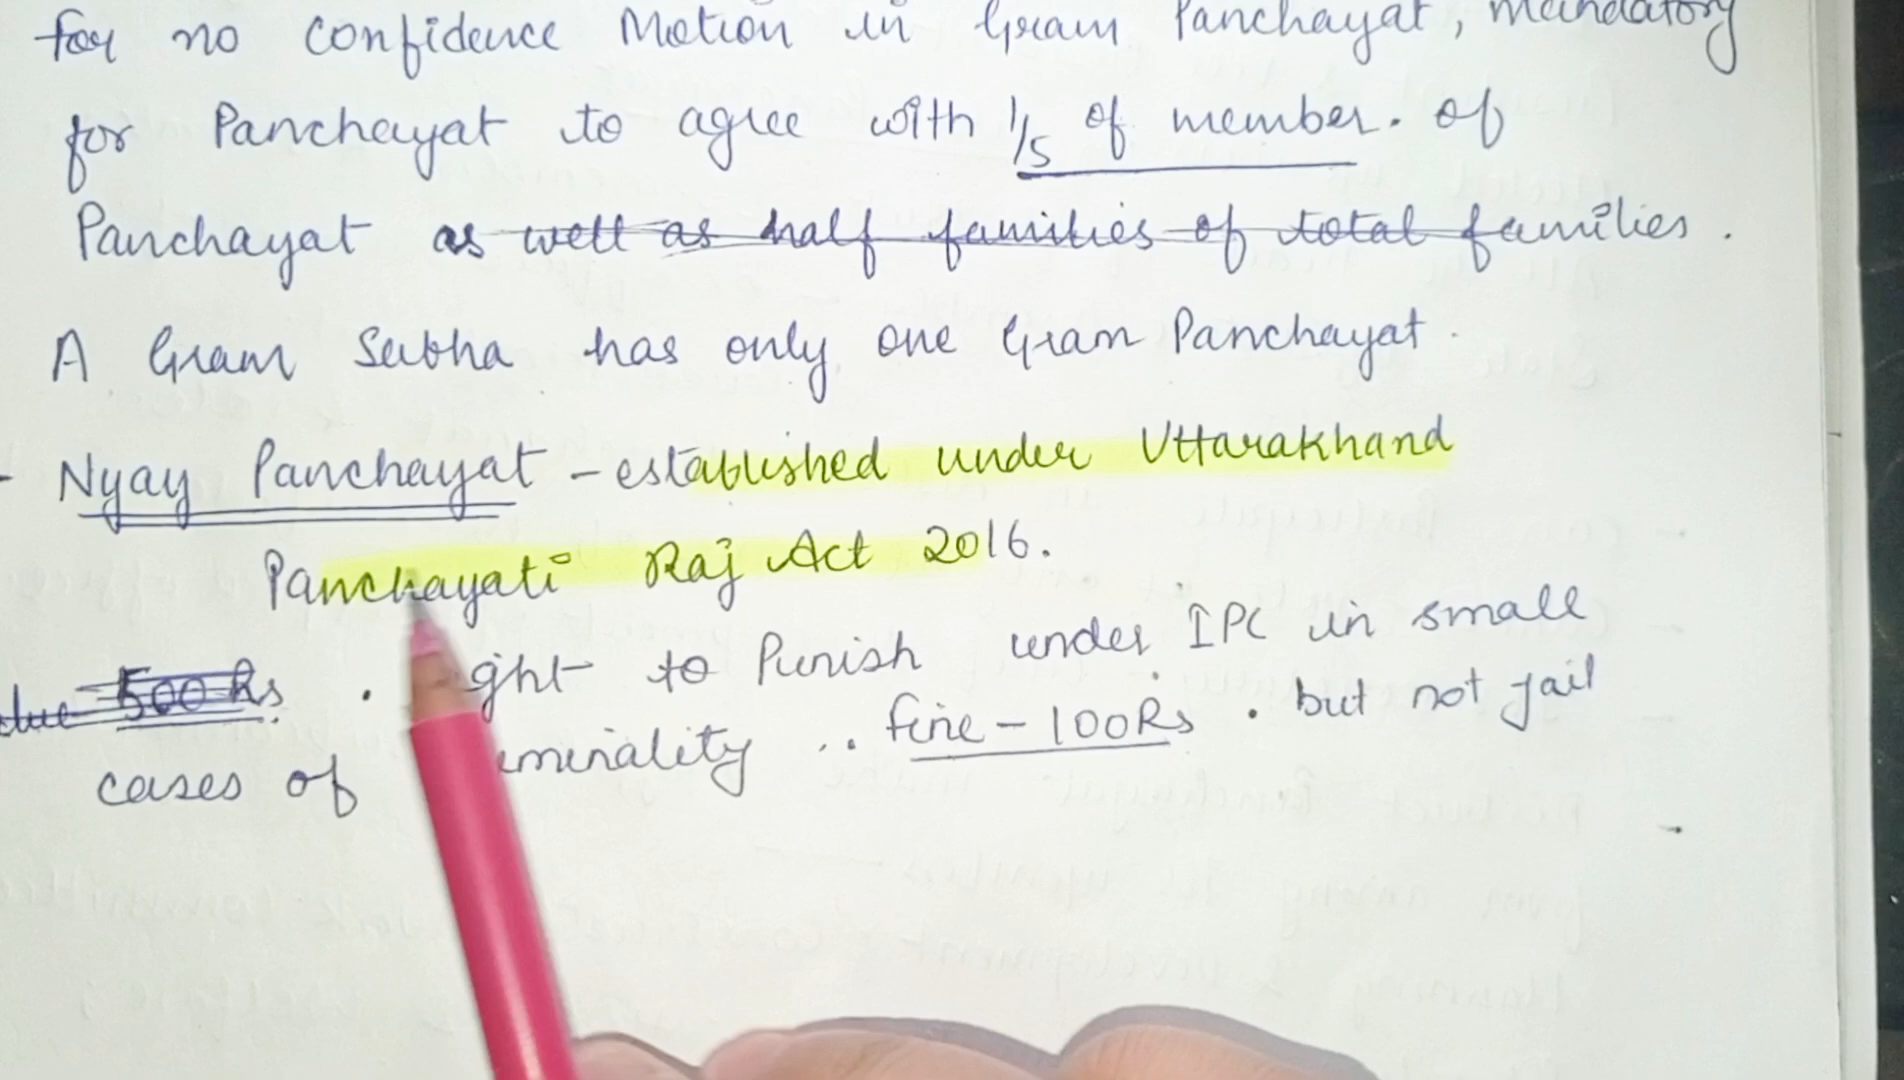 for no confidence Motion in Gram Panchayat, mandatory
for Panchayat to agree with 1/5 of member. of
Panchayat as well as half families of total families.
A Gram Sabha has only one Gram Panchayat.
- Nyay Panchayat - established under Uttarakhand
Panchayati Raj Act 2016.
500 Rs . ght to Punish under IPC in small
cases of minality .. fine - 100Rs . but not jail